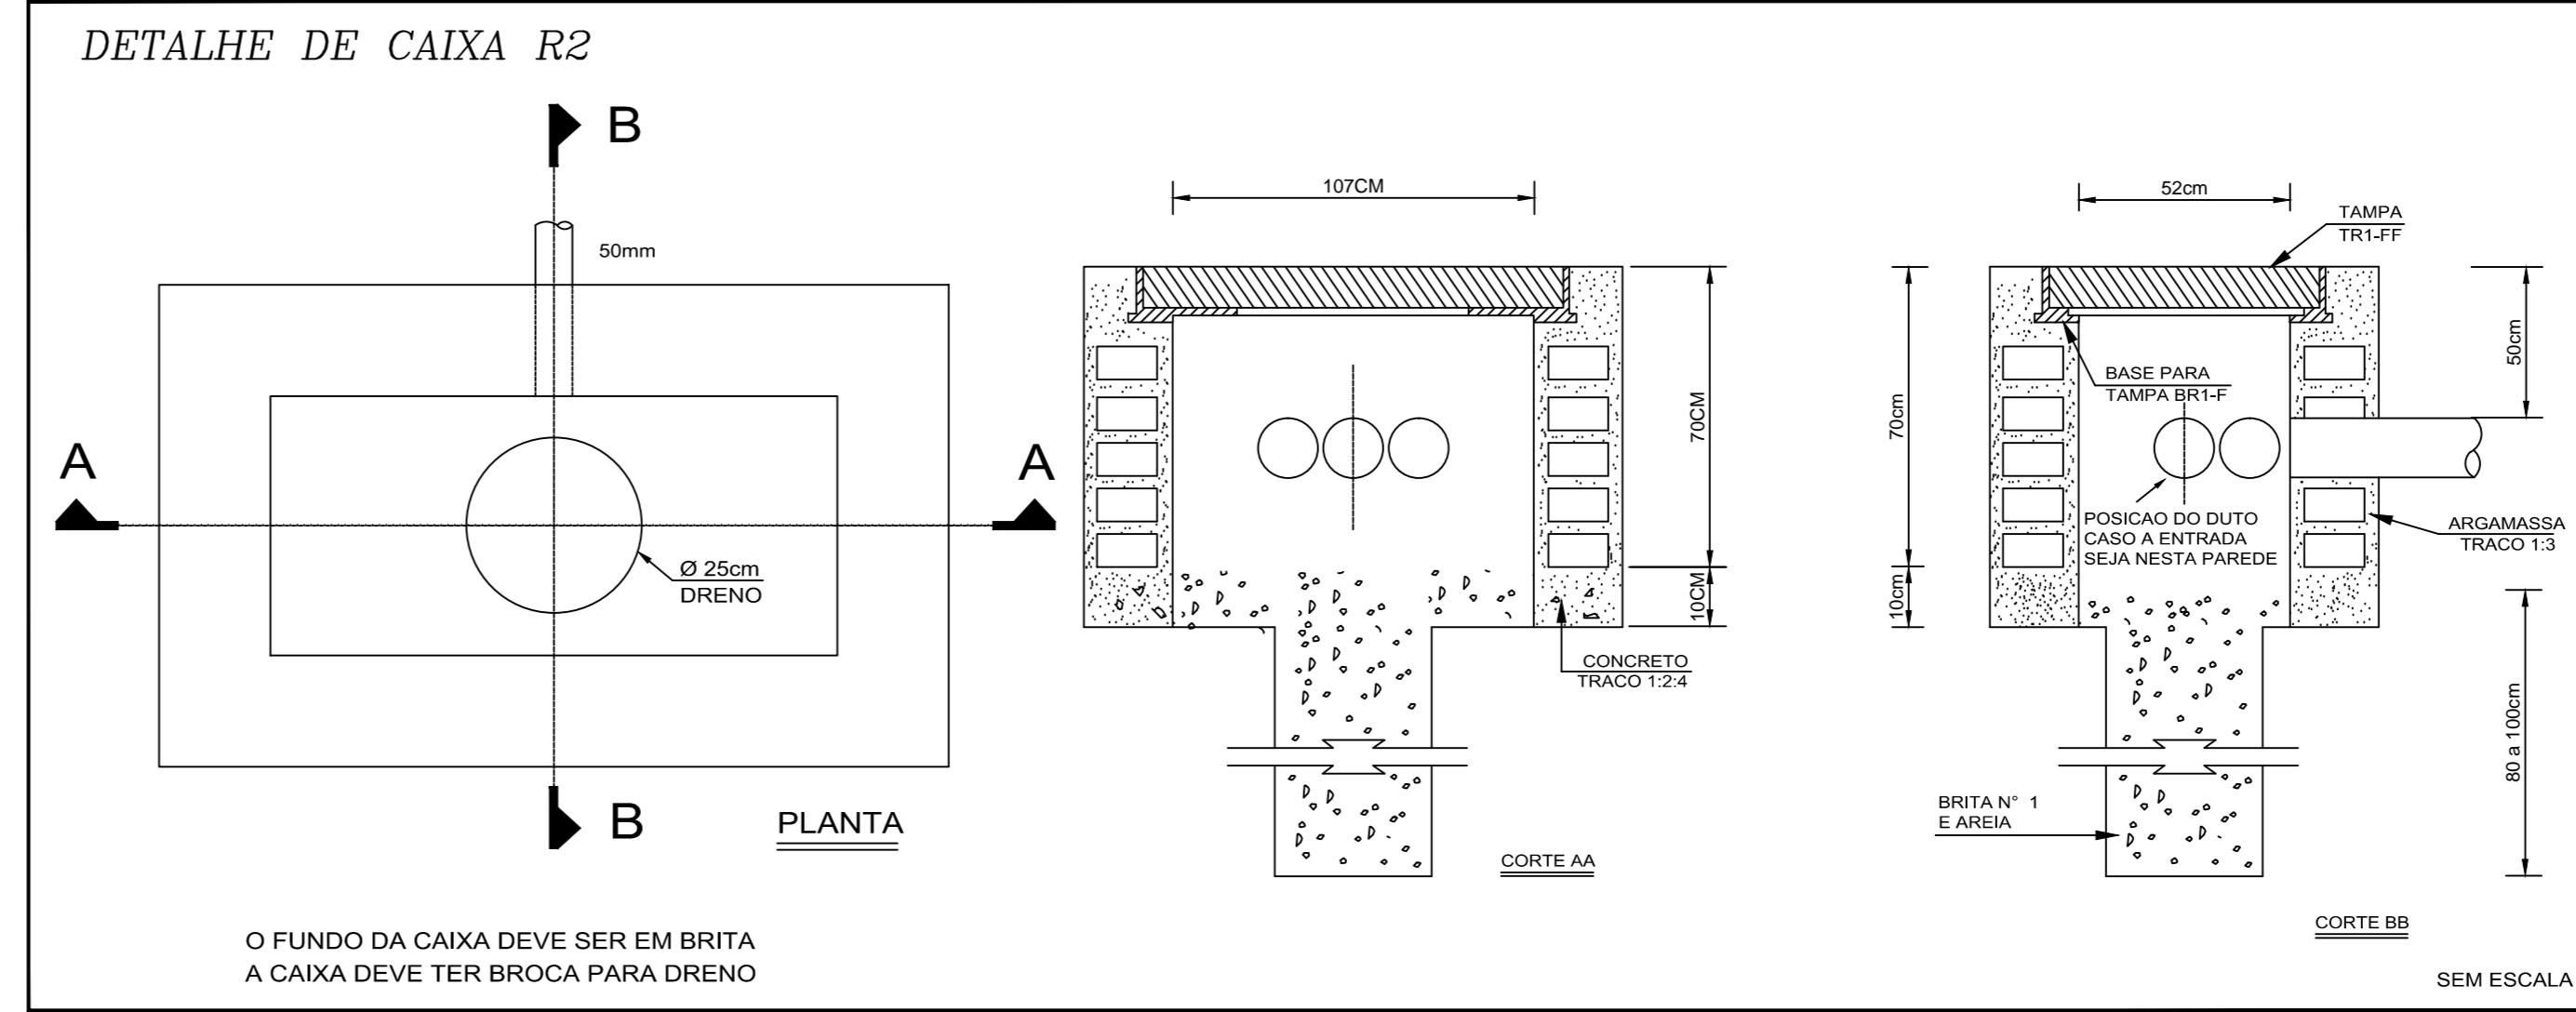 DETALHE DE CAIXA R2
B
50mm
A
A
Ø 25cm
DRENO
B
PLANTA
O FUNDO DA CAIXA DEVE SER EM BRITA
A CAIXA DEVE TER BROCA PARA DRENO
107CM
70CM
10CM
CONCRETO
TRACO 1:2:4
CORTE AA
52cm
TAMPA
TR1-FF
50cm
70cm
BASE PARA
TAMPA BR1-F
POSICAO DO DUTO
CASO A ENTRADA
SEJA NESTA PAREDE
ARGAMASSA
TRACO 1:3
10cm
80 a 100cm
BRITA N° 1
E AREIA
CORTE BB
SEM ESCALA